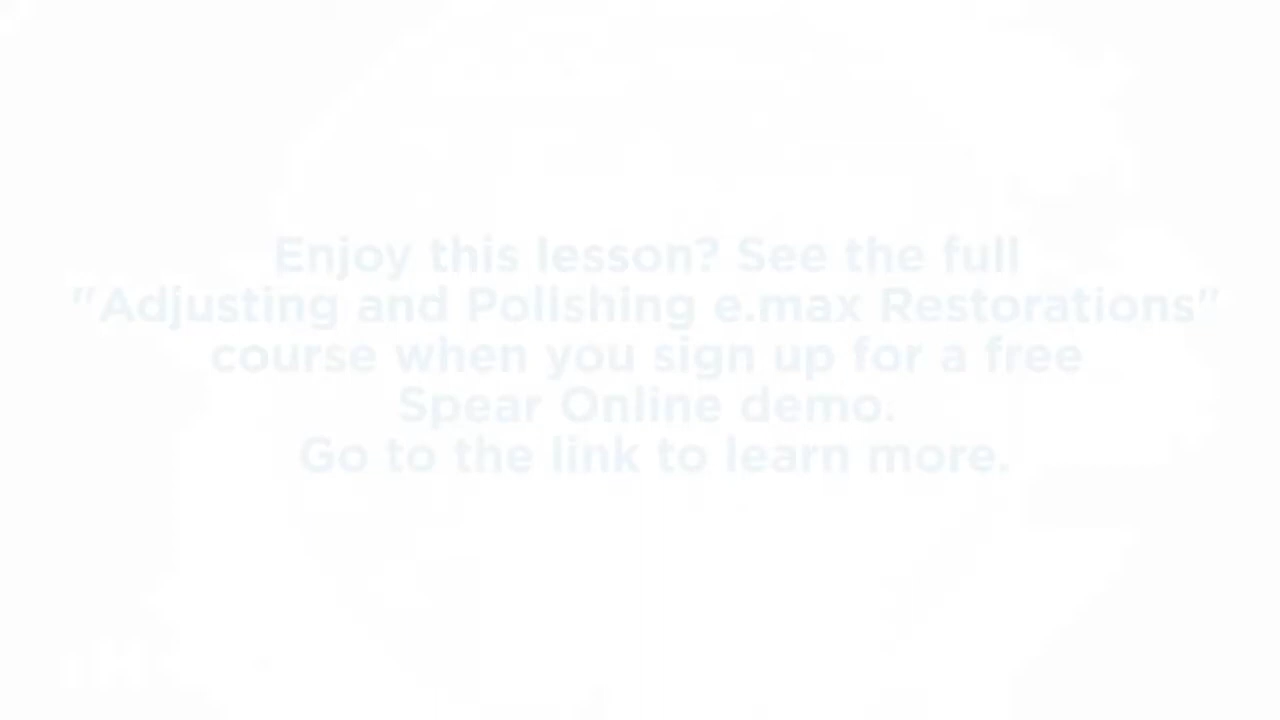 Enjoy this lesson? See the full
"Adjusting and Polishing e.max Restorations"
course when you sign up for a free
Spear Online demo.
Go to the link to learn more.